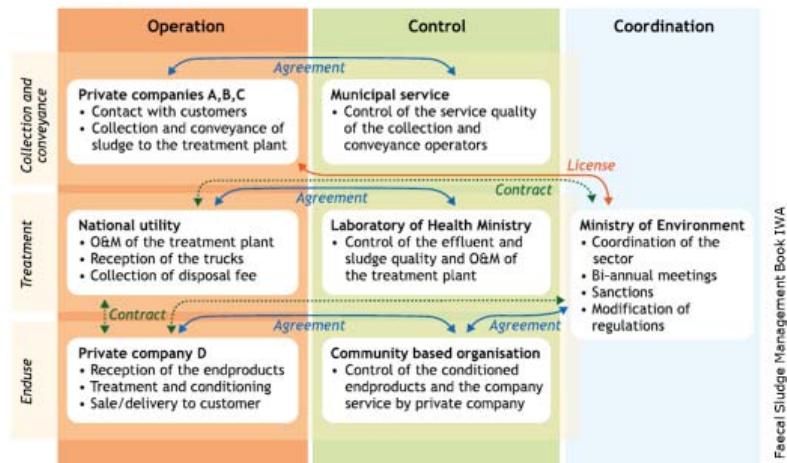 Operation
Control
Coordination
Collection and
conveyance
Agreement
Private companies A,B,C
• Contact with customers
• Collection and conveyance of
sludge to the treatment plant
Municipal service
• Control of the service quality
of the collection and
conveyance operators
License
Contract
Treatment
Agreement
National utility
• O&M of the treatment plant
• Reception of the trucks
• Collection of disposal fee
Laboratory of Health Ministry
• Control of the effluent and
sludge quality and O&M of
the treatment plant
Ministry of Environment
• Coordination of the
sector
• Bi-annual meetings
• Sanctions
• Modification of
regulations
Contract
Agreement
Agreement
Enduse
Private company D
• Reception of the endproducts
• Treatment and conditioning
• Sale/delivery to customer
Community based organisation
• Control of the conditioned
endproducts and the company
service by private company
Faecal Sludge Management Book IWA